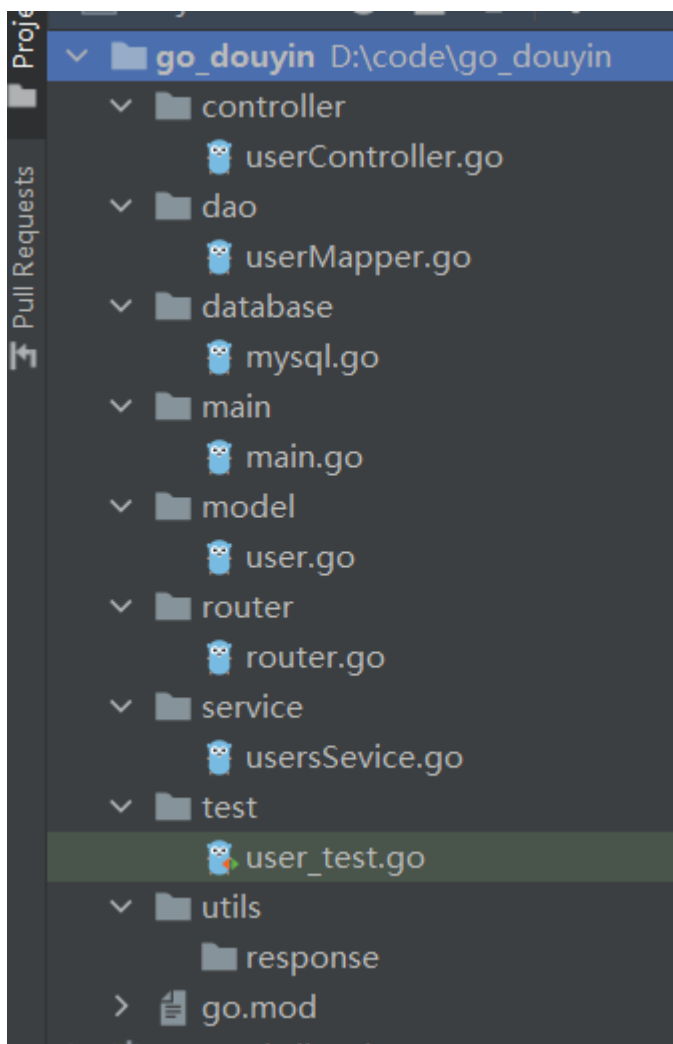 Proje
Pull Requests
go_douyin D:\code\go_douyin
controller
userController.go
dao
userMapper.go
database
mysql.go
main
main.go
model
user.go
router
router.go
service
usersSevice.go
test
user_test.go
utils
response
go.mod